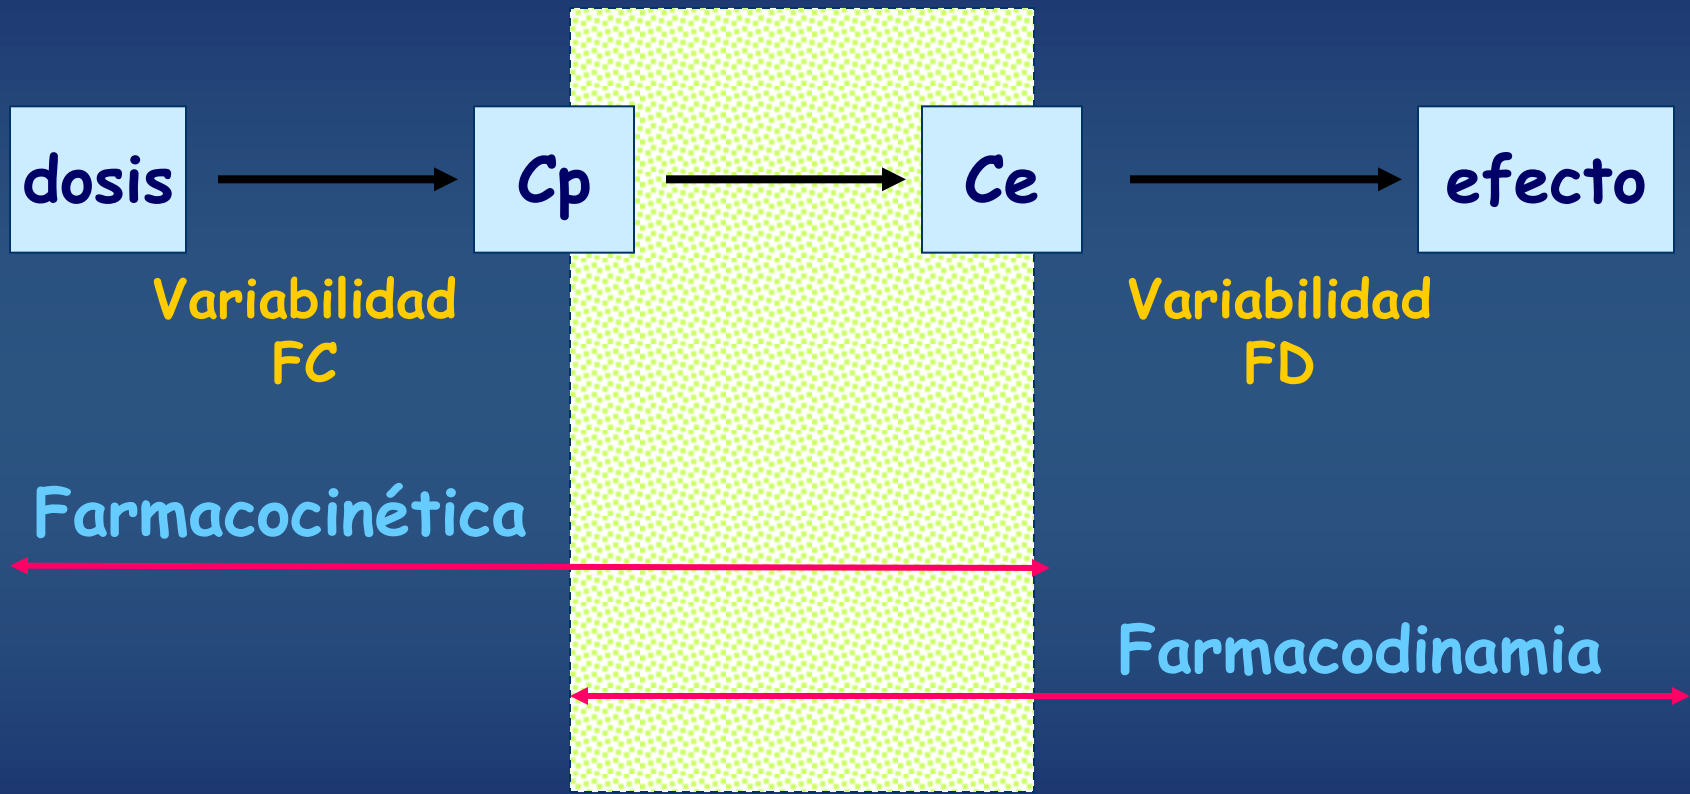 dosis
Cp
Ce
efecto
Variabilidad
FC
Variabilidad
FD
Farmacocinética
Farmacodinamia